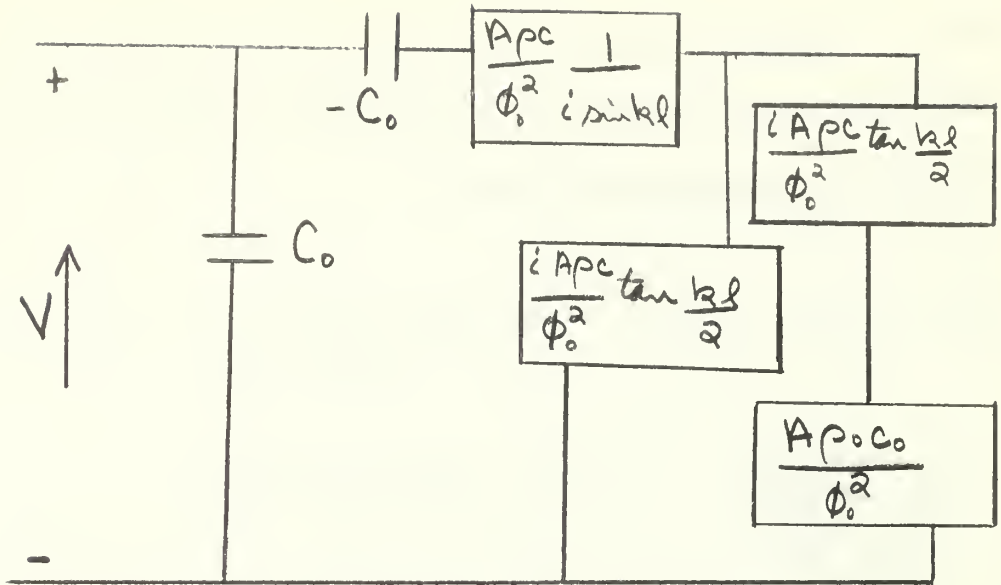 +
-C₀
Aρc/φ₀² 1/(i sin kl)
iAρc/φ₀² tan kl/2
C₀
iAρc/φ₀² tan kl/2
V
Aρ₀c₀/φ₀²
-